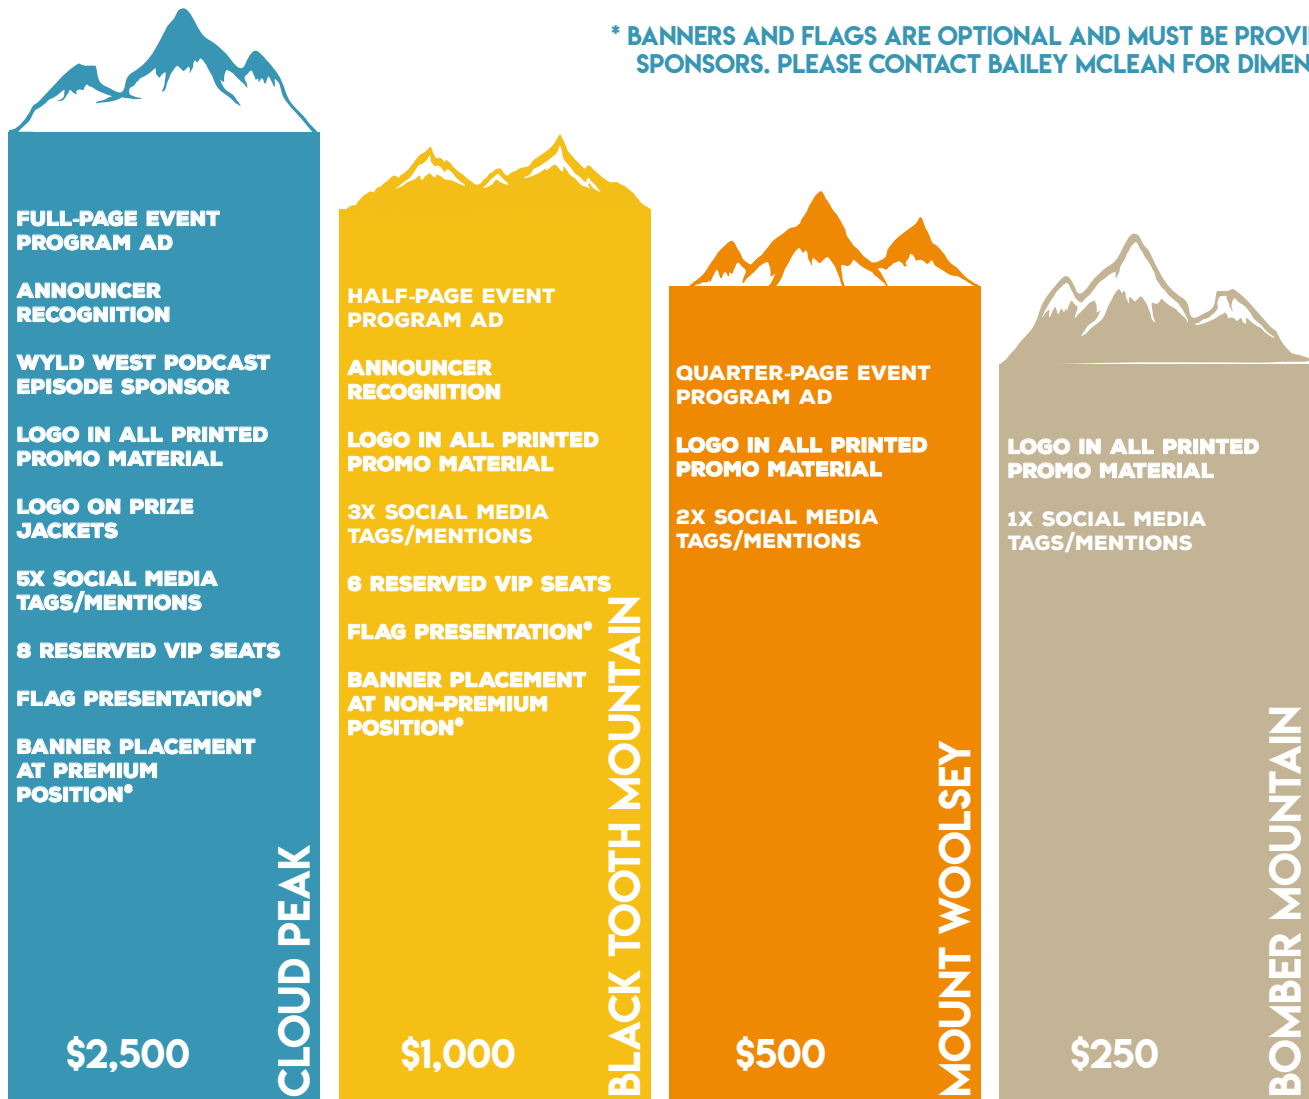 * BANNERS AND FLAGS ARE OPTIONAL AND MUST BE
SPONSORS. PLEASE CONTACT BAILEY MCLEAN FOR
FULL-PAGE EVENT
PROGRAM AD
ANNOUNCER
RECOGNITION
WYLD WEST PODCAST
EPISODE SPONSOR
LOGO IN ALL PRINTED
PROMO MATERIAL
LOGO ON PRIZE
JACKETS
5X SOCIAL MEDIA
TAGS/MENTIONS
8 RESERVED VIP SEATS
FLAG PRESENTATION*
BANNER PLACEMENT
AT PREMIUM
POSITION*
CLOUD PEAK
$2,500
HALF-PAGE EVENT
PROGRAM AD
ANNOUNCER
RECOGNITION
LOGO IN ALL PRINTED
PROMO MATERIAL
3X SOCIAL MEDIA
TAGS/MENTIONS
6 RESERVED VIP SEATS
FLAG PRESENTATION*
BANNER PLACEMENT
AT NON-PREMIUM
POSITION*
BLACK TOOTH MOUNTAIN
$1,000
QUARTER-PAGE EVENT
PROGRAM AD
LOGO IN ALL PRINTED
PROMO MATERIAL
2X SOCIAL MEDIA
TAGS/MENTIONS
MOUNT WOOLSEY
$500
LOGO IN ALL PRINTED
PROMO MATERIAL
1X SOCIAL MEDIA
TAGS/MENTIONS
BOMBER MOUNTAIN
$250